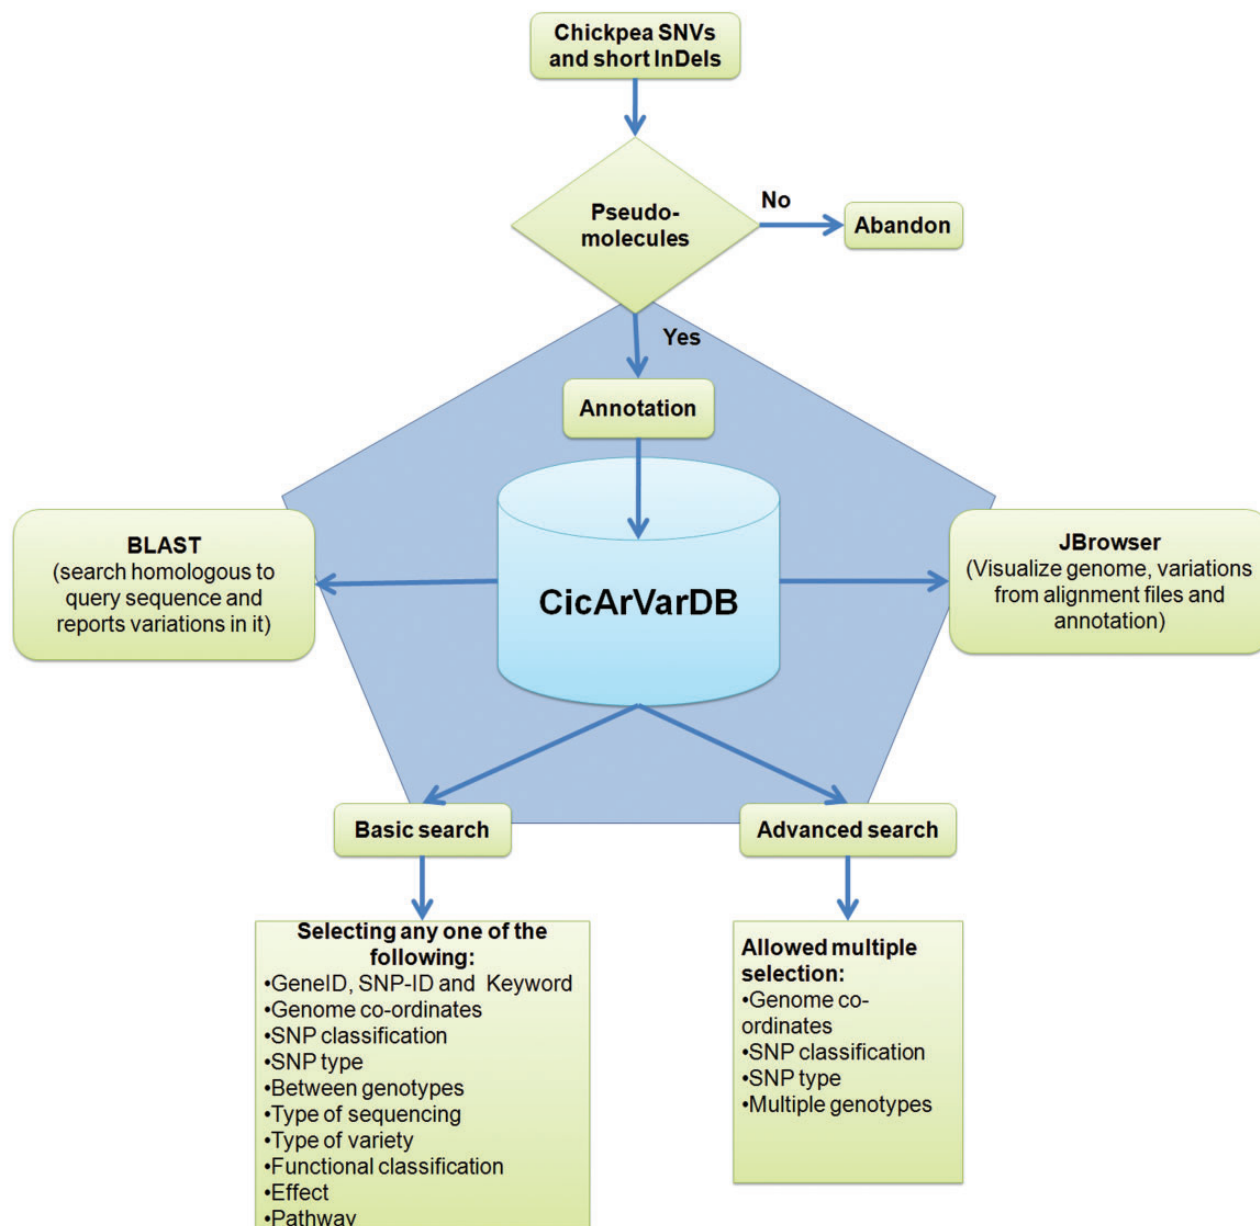 Chickpea SNVs
and short InDels
Pseudo-
molecules
No
Abandon
Yes
Annotation
BLAST
(search homologous to
query sequence and
reports variations in it)
CicArVarDB
JBrowser
(Visualize genome, variations
from alignment files and
annotation)
Basic search
Advanced search
Selecting any one of the
following:
•GeneID, SNP-ID and Keyword
•Genome co-ordinates
•SNP classification
•SNP type
•Between genotypes
•Type of sequencing
•Type of variety
•Functional classification
•Effect
•Pathway
Allowed multiple
selection:
•Genome co-
ordinates
•SNP classification
•SNP type
•Multiple genotypes